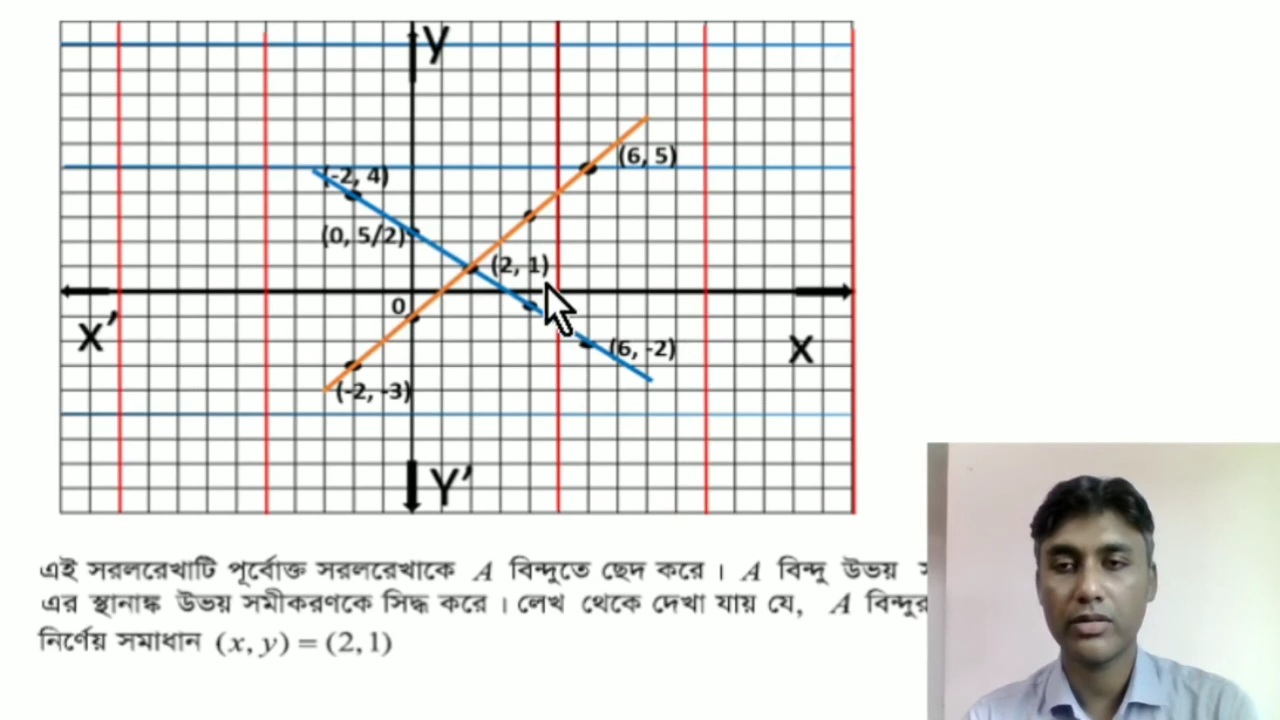 y
(6, 5)
(-2, 4)
(0, 5/2)
(2, 1)
0
x’
x
(6, -2)
(-2, -3)
Y’
এই সরলরেখাটি পূর্বোক্ত সরলরেখাকে A বিন্দুতে ছেদ করে । A বিন্দু উভয়
এর স্থানাঙ্ক উভয় সমীকরণকে সিদ্ধ করে । লেখ থেকে দেখা যায় যে, A বিন্দুর
নির্ণেয় সমাধান (x, y) = (2, 1)